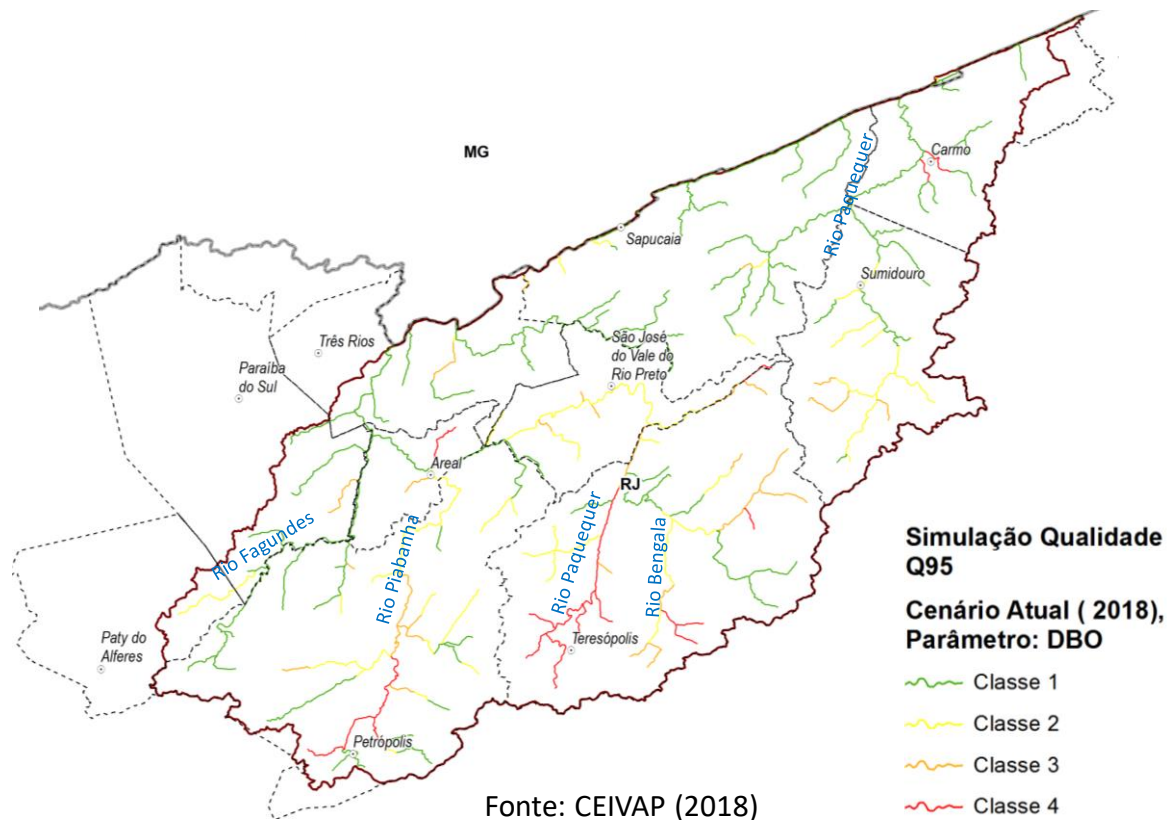 MG
Rio Paquequer
Carmo
Sapucaia
Sumidouro
Três Rios
São José
do Vale do
Rio Preto
Paraíba
do Sul
Areal
RJ
Rio Fagundes
Rio Piabanha
Rio Paquequer
Rio Bengala
Paty do
Alferes
Teresópolis
Petrópolis
Simulação Qualidade
Q95
Cenário Atual ( 2018),
Parâmetro: DBO
Classe 1
Classe 2
Classe 3
Classe 4
Fonte: CEIVAP (2018)